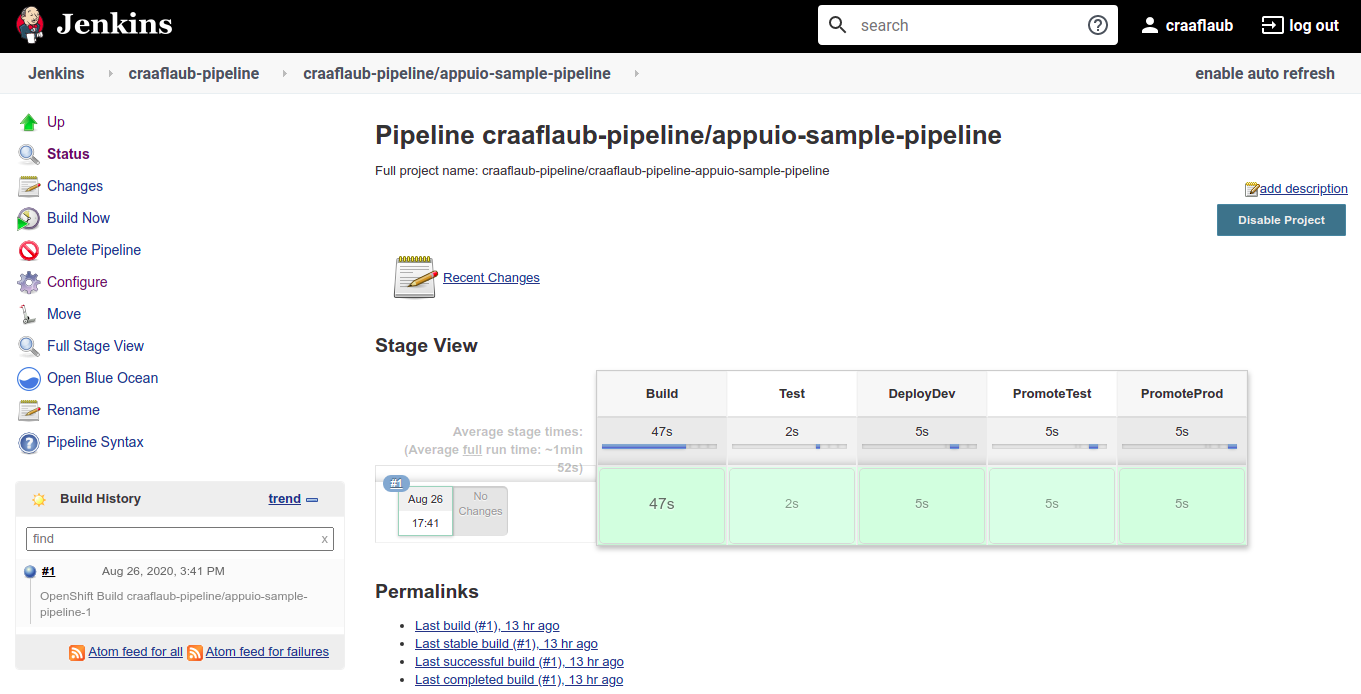 Jenkins
search
craaflaub
log out
Jenkins
craaflaub-pipeline
craaflaub-pipeline/appuio-sample-pipeline
enable auto refresh
Up
Status
Changes
Build Now
Delete Pipeline
Configure
Move
Full Stage View
Open Blue Ocean
Rename
Pipeline Syntax
Build History
trend
find
x
#1
Aug 26, 2020, 3:41 PM
OpenShift Build craaflaub-pipeline/appuio-sample-
pipeline-1
Atom feed for all
Atom feed for failures
Pipeline craaflaub-pipeline/appuio-sample-pipeline
Full project name: craaflaub-pipeline/craaflaub-pipeline-appuio-sample-pipeline
add description
Disable Project
Recent Changes
Stage View
Build
Test
DeployDev
PromoteTest
PromoteProd
Average stage times:
(Average full run time: ~1min
52s)
47s
2s
5s
5s
5s
#1
Aug 26
17:41
No
Changes
47s
2s
5s
5s
5s
Permalinks
Last build (#1), 13 hr ago
Last stable build (#1), 13 hr ago
Last successful build (#1), 13 hr ago
Last completed build (#1), 13 hr ago